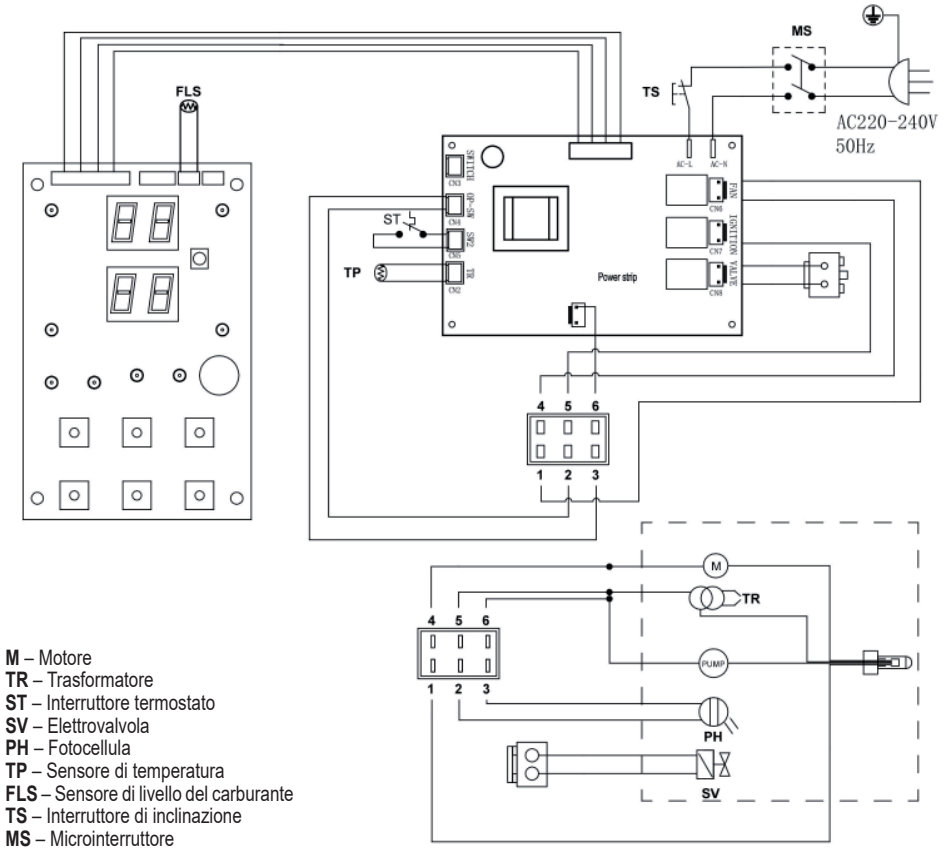 MS
FLS
TS
AC220-240V
50Hz
AC-L
AC-N
SWITCH
CN3
OP-SW
CN4
ST
SW2
CN5
TP
TR
CN2
FAN
CN6
IGNITION
CN7
VALVE
CN8
Power strip
88
88
4 5 6
1 2 3
M
TR
4 5 6
PUMP
1 2 3
PH
SV
M – Motore
TR – Trasformatore
ST – Interruttore termostato
SV – Elettrovalvola
PH – Fotocellula
TP – Sensore di temperatura
FLS – Sensore di livello del carburante
TS – Interruttore di inclinazione
MS – Microinterruttore